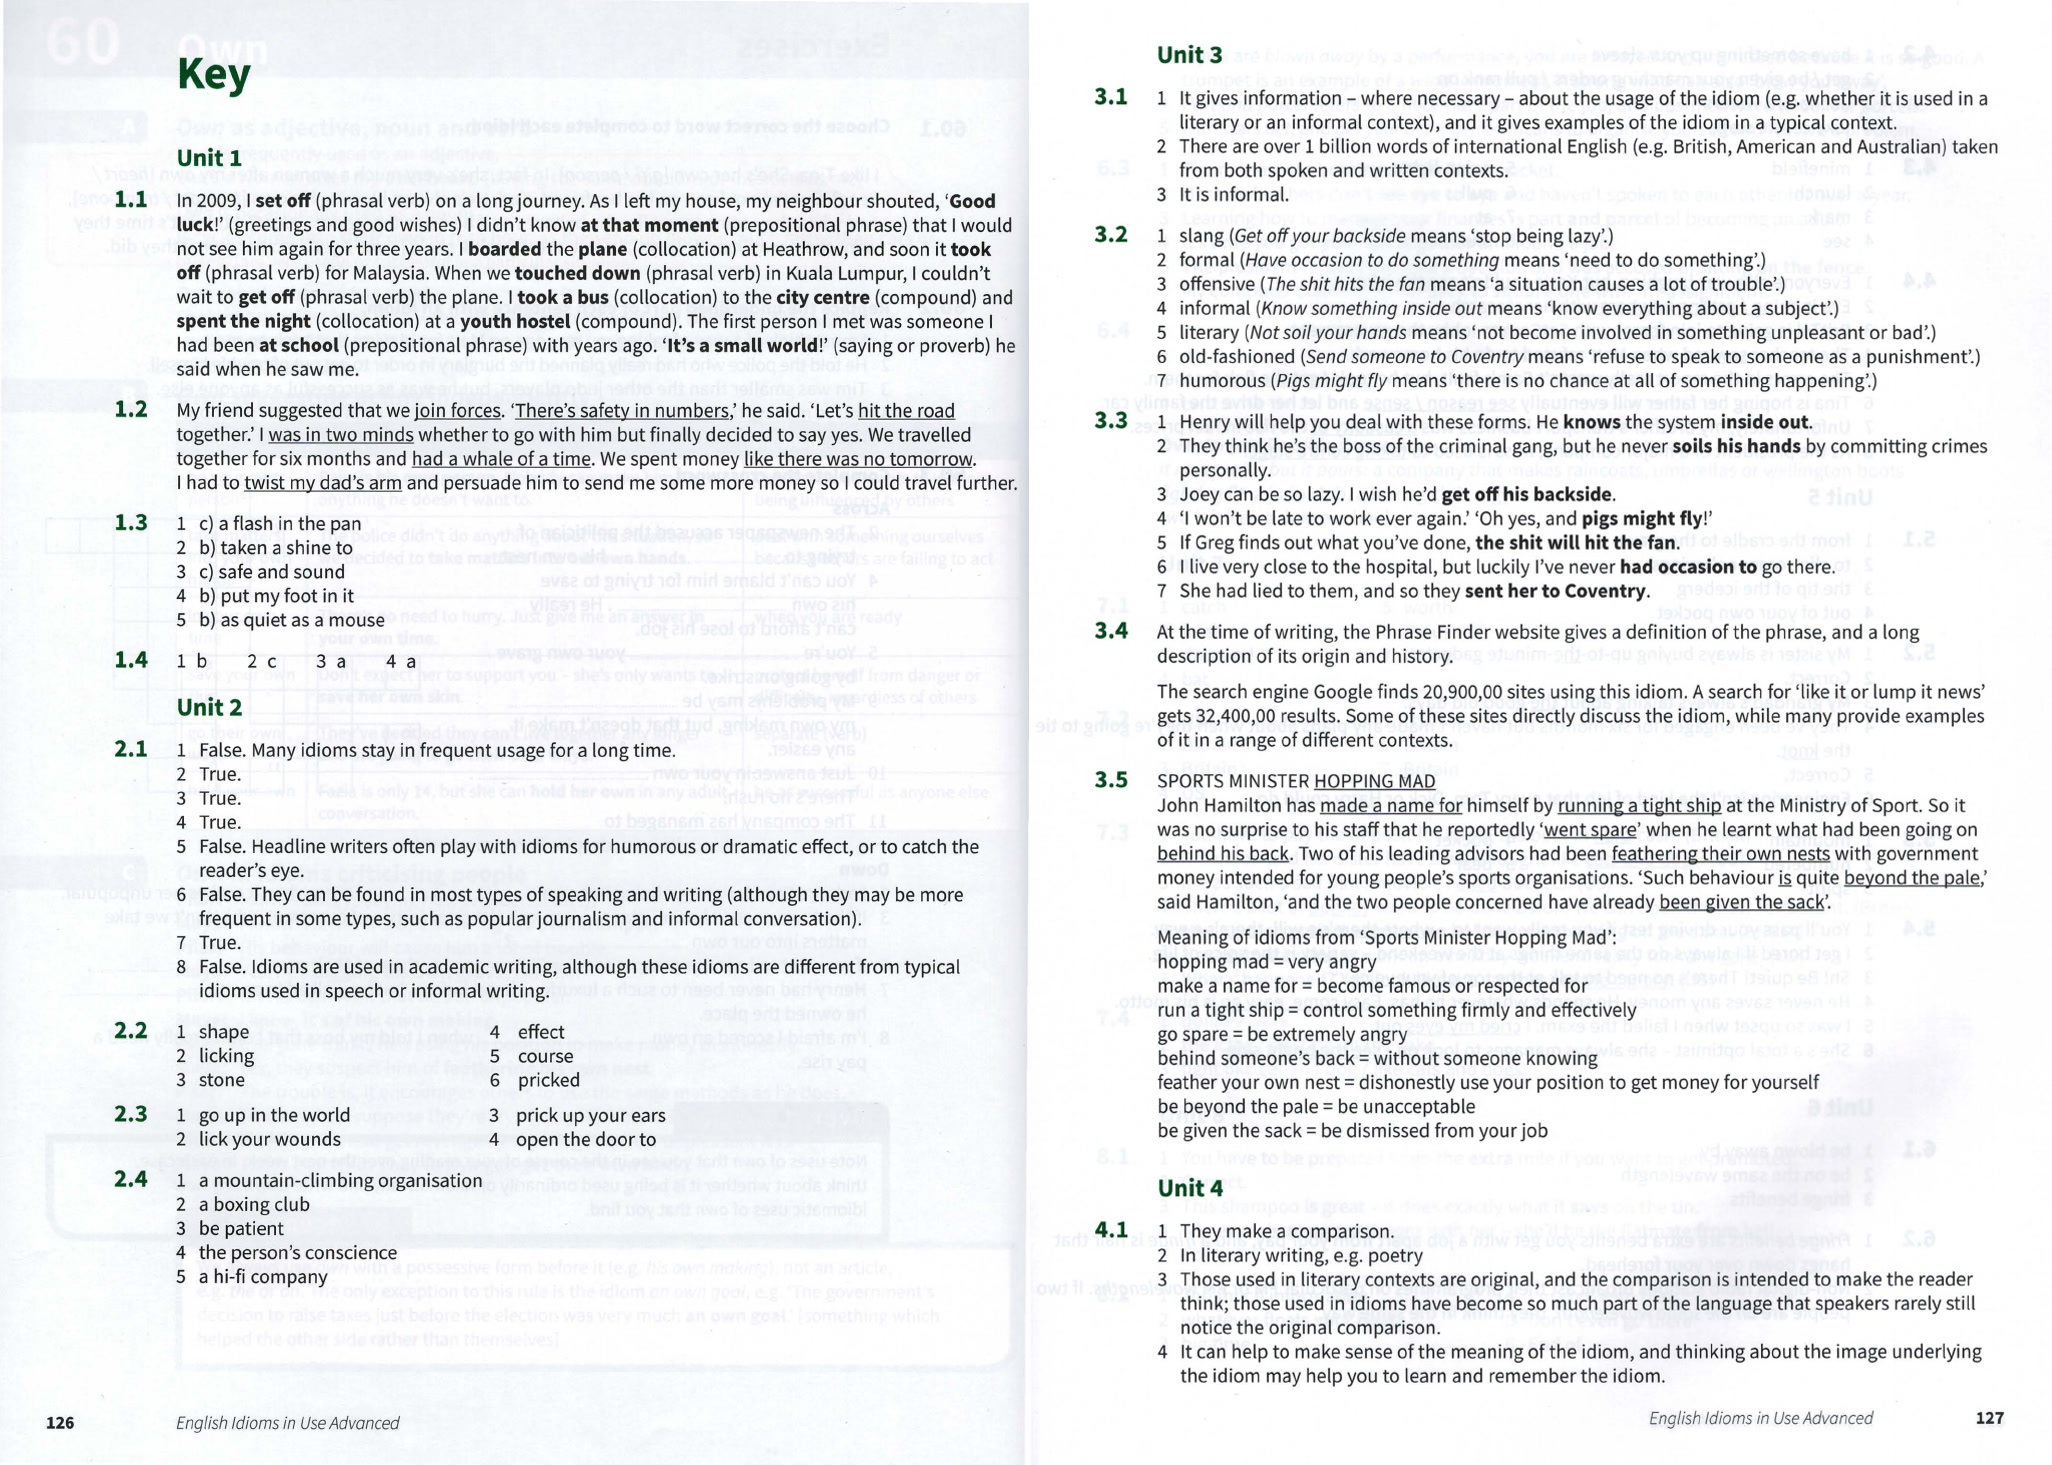 Key
Unit 1
1.1 In 2009, I set off (phrasal verb) on a long journey. As I left my house, my neighbour shouted, ‘Good
luck!’ (greetings and good wishes) I didn’t know at that moment (prepositional phrase) that I would
not see him again for three years. I boarded the plane (collocation) at Heathrow, and soon it took
off (phrasal verb) for Malaysia. When we touched down (phrasal verb) in Kuala Lumpur, I couldn’t
wait to get off (phrasal verb) the plane. I took a bus (collocation) to the city centre (compound) and
spent the night (collocation) at a youth hostel (compound). The first person I met was someone I
had been at school (prepositional phrase) with years ago. ‘It’s a small world!’ (saying or proverb) he
said when he saw me.
1.2 My friend suggested that we join forces. ‘There’s safety in numbers,’ he said. ‘Let’s hit the road
together.’ I was in two minds whether to go with him but finally decided to say yes. We travelled
together for six months and had a whale of a time. We spent money like there was no tomorrow.
I had to twist my dad’s arm and persuade him to send me some more money so I could travel further.
1.3 1 c) a flash in the pan
2 b) taken a shine to
3 c) safe and sound
4 b) put my foot in it
5 b) as quiet as a mouse
1.4 1 b 2 c 3 a 4 a
Unit 2
2.1 1 False. Many idioms stay in frequent usage for a long time.
2 True.
3 True.
4 True.
5 False. Headline writers often play with idioms for humorous or dramatic effect, or to catch the
reader’s eye.
6 False. They can be found in most types of speaking and writing (although they may be more
frequent in some types, such as popular journalism and informal conversation).
7 True.
8 False. Idioms are used in academic writing, although these idioms are different from typical
idioms used in speech or informal writing.
2.2 1 shape 4 effect
2 licking 5 course
3 stone 6 pricked
2.3 1 go up in the world 3 prick up your ears
2 lick your wounds 4 open the door to
2.4 1 a mountain-climbing organisation
2 a boxing club
3 be patient
4 the person’s conscience
5 a hi-fi company
126 English Idioms in Use Advanced
Unit 3
3.1 1 It gives information – where necessary – about the usage of the idiom (e.g. whether it is used in a
literary or an informal context), and it gives examples of the idiom in a typical context.
2 There are over 1 billion words of international English (e.g. British, American and Australian) taken
from both spoken and written contexts.
3 It is informal.
3.2 1 slang (Get off your backside means ‘stop being lazy’.)
2 formal (Have occasion to do something means ‘need to do something’.)
3 offensive (The shit hits the fan means ‘a situation causes a lot of trouble’.)
4 informal (Know something inside out means ‘know everything about a subject’.)
5 literary (Not soil your hands means ‘not become involved in something unpleasant or bad’.)
6 old-fashioned (Send someone to Coventry means ‘refuse to speak to someone as a punishment’.)
7 humorous (Pigs might fly means ‘there is no chance at all of something happening’.)
3.3 1 Henry will help you deal with these forms. He knows the system inside out.
2 They think he’s the boss of the criminal gang, but he never soils his hands by committing crimes
personally.
3 Joey can be so lazy. I wish he’d get off his backside.
4 ‘I won’t be late to work ever again.’ ‘Oh yes, and pigs might fly!’
5 If Greg finds out what you’ve done, the shit will hit the fan.
6 I live very close to the hospital, but luckily I’ve never had occasion to go there.
7 She had lied to them, and so they sent her to Coventry.
3.4 At the time of writing, the Phrase Finder website gives a definition of the phrase, and a long
description of its origin and history.
The search engine Google finds 20,900,00 sites using this idiom. A search for ‘like it or lump it news’
gets 32,400,00 results. Some of these sites directly discuss the idiom, while many provide examples
of it in a range of different contexts.
3.5 SPORTS MINISTER HOPPING MAD
John Hamilton has made a name for himself by running a tight ship at the Ministry of Sport. So it
was no surprise to his staff that he reportedly ‘went spare’ when he learnt what had been going on
behind his back. Two of his leading advisors had been feathering their own nests with government
money intended for young people’s sports organisations. ‘Such behaviour is quite beyond the pale,’
said Hamilton, ‘and the two people concerned have already been given the sack’.
Meaning of idioms from ‘Sports Minister Hopping Mad’:
hopping mad = very angry
make a name for = become famous or respected for
run a tight ship = control something firmly and effectively
go spare = be extremely angry
behind someone’s back = without someone knowing
feather your own nest = dishonestly use your position to get money for yourself
be beyond the pale = be unacceptable
be given the sack = be dismissed from your job
Unit 4
4.1 1 They make a comparison.
2 In literary writing, e.g. poetry
3 Those used in literary contexts are original, and the comparison is intended to make the reader
think; those used in idioms have become so much part of the language that speakers rarely still
notice the original comparison.
4 It can help to make sense of the meaning of the idiom, and thinking about the image underlying
the idiom may help you to learn and remember the idiom.
English Idioms in Use Advanced 127